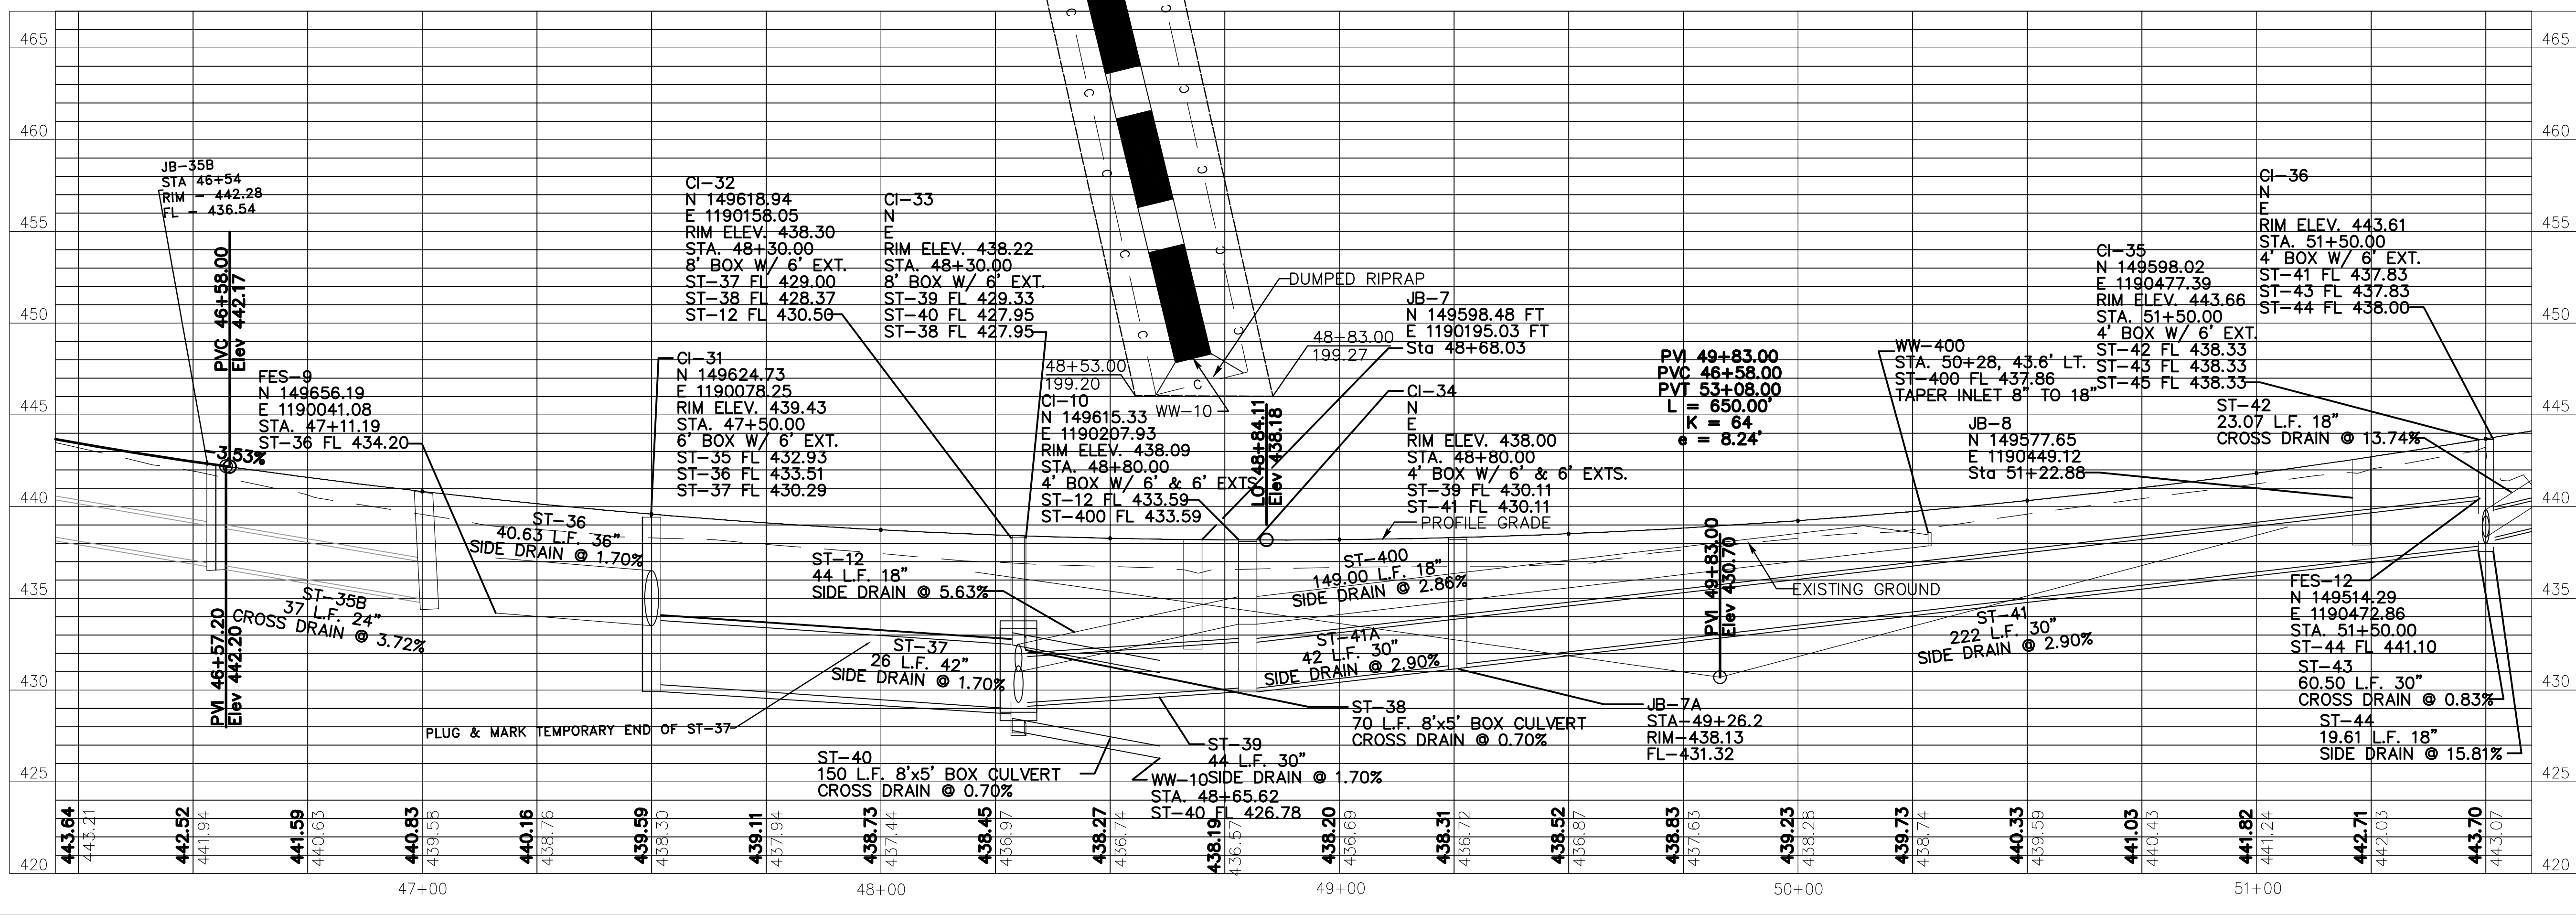 465
460
455
450
445
440
435
430
425
420
JB-35B
STA 46+54
RIM - 442.28
FL - 436.54
PVC 46+58.00
Elev 442.17
-3.53%
PVI 46+57.20
Elev 442.20
FES-9
N 149656.19
E 1190041.08
STA. 47+11.19
ST-36 FL 434.20
ST-35B
37 L.F. 24"
CROSS DRAIN @ 3.72%
ST-36
40.63 L.F. 36"
SIDE DRAIN @ 1.70%
CI-31
N 149624.73
E 1190078.25
RIM ELEV. 439.43
STA. 47+50.00
6' BOX W/ 6' EXT.
ST-35 FL 432.93
ST-36 FL 433.51
ST-37 FL 430.29
CI-32
N 149618.94
E 1190158.05
RIM ELEV. 438.30
STA. 48+30.00
8' BOX W/ 6' EXT.
ST-37 FL 429.00
ST-38 FL 428.37
ST-12 FL 430.50
CI-33
N
E
RIM ELEV. 438.22
STA. 48+30.00
8' BOX W/ 6' EXT.
ST-39 FL 429.33
ST-40 FL 427.95
ST-38 FL 427.95
ST-12
44 L.F. 18"
SIDE DRAIN @ 5.63%
ST-37
26 L.F. 42"
SIDE DRAIN @ 1.70%
PLUG & MARK TEMPORARY END OF ST-37
ST-40
150 L.F. 8'x5' BOX CULVERT
CROSS DRAIN @ 0.70%
C
C
C
C
C
C
C
C
C
C
C
DUMPED RIPRAP
48+53.00
199.20
48+83.00
199.27
WW-10
CI-10
N 149615.33
E 1190207.93
RIM ELEV. 438.09
STA. 48+80.00
4' BOX W/ 6' & 6' EXTS.
ST-12 FL 433.59
ST-400 FL 433.59
LO 48+84.11
Elev 438.18
JB-7
N 149598.48 FT
E 1190195.03 FT
Sta 48+68.03
CI-34
N
E
RIM ELEV. 438.00
STA. 48+80.00
4' BOX W/ 6' & 6' EXTS.
ST-39 FL 430.11
ST-41 FL 430.11
PROFILE GRADE
ST-400
149.00 L.F. 18"
SIDE DRAIN @ 2.86%
ST-41A
42 L.F. 30"
SIDE DRAIN @ 2.90%
ST-38
70 L.F. 8'x5' BOX CULVERT
CROSS DRAIN @ 0.70%
ST-39
44 L.F. 30"
SIDE DRAIN @ 1.70%
WW-10
STA. 48+65.62
ST-40 FL 426.78
JB-7A
STA-49+26.2
RIM-438.13
FL-431.32
PVI 49+83.00
PVC 46+58.00
PVT 53+08.00
L = 650.00'
K = 64
e = 8.24'
PVI 49+83.00
Elev 430.70
EXISTING GROUND
WW-400
STA. 50+28, 43.6' LT.
ST-400 FL 437.86
TAPER INLET 8" TO 18"
JB-8
N 149577.65
E 1190449.12
Sta 51+22.88
ST-41
222 L.F. 30"
SIDE DRAIN @ 2.90%
CI-35
N 149598.02
E 1190477.39
RIM ELEV. 443.66
STA. 51+50.00
4' BOX W/ 6' EXT.
ST-42 FL 438.33
ST-43 FL 438.33
ST-45 FL 438.33
CI-36
N
E
RIM ELEV. 443.61
STA. 51+50.00
4' BOX W/ 6' EXT.
ST-41 FL 437.83
ST-43 FL 437.83
ST-44 FL 438.00
ST-42
23.07 L.F. 18"
CROSS DRAIN @ 13.74%
FES-12
N 149514.29
E 1190472.86
STA. 51+50.00
ST-44 FL 441.10
ST-43
60.50 L.F. 30"
CROSS DRAIN @ 0.83%
ST-44
19.61 L.F. 18"
SIDE DRAIN @ 15.81%
465
460
455
450
445
440
435
430
425
420
443.64
443.21
442.52
441.94
441.59
440.63
440.83
439.58
440.16
438.76
439.59
438.30
439.11
437.94
438.73
437.44
438.45
436.97
438.27
436.74
438.19
436.57
438.20
436.69
438.31
436.72
438.52
436.87
438.83
437.63
439.23
438.28
439.73
438.74
440.33
439.59
441.03
440.43
441.82
441.24
442.71
442.03
443.70
443.07
47+00
48+00
49+00
50+00
51+00